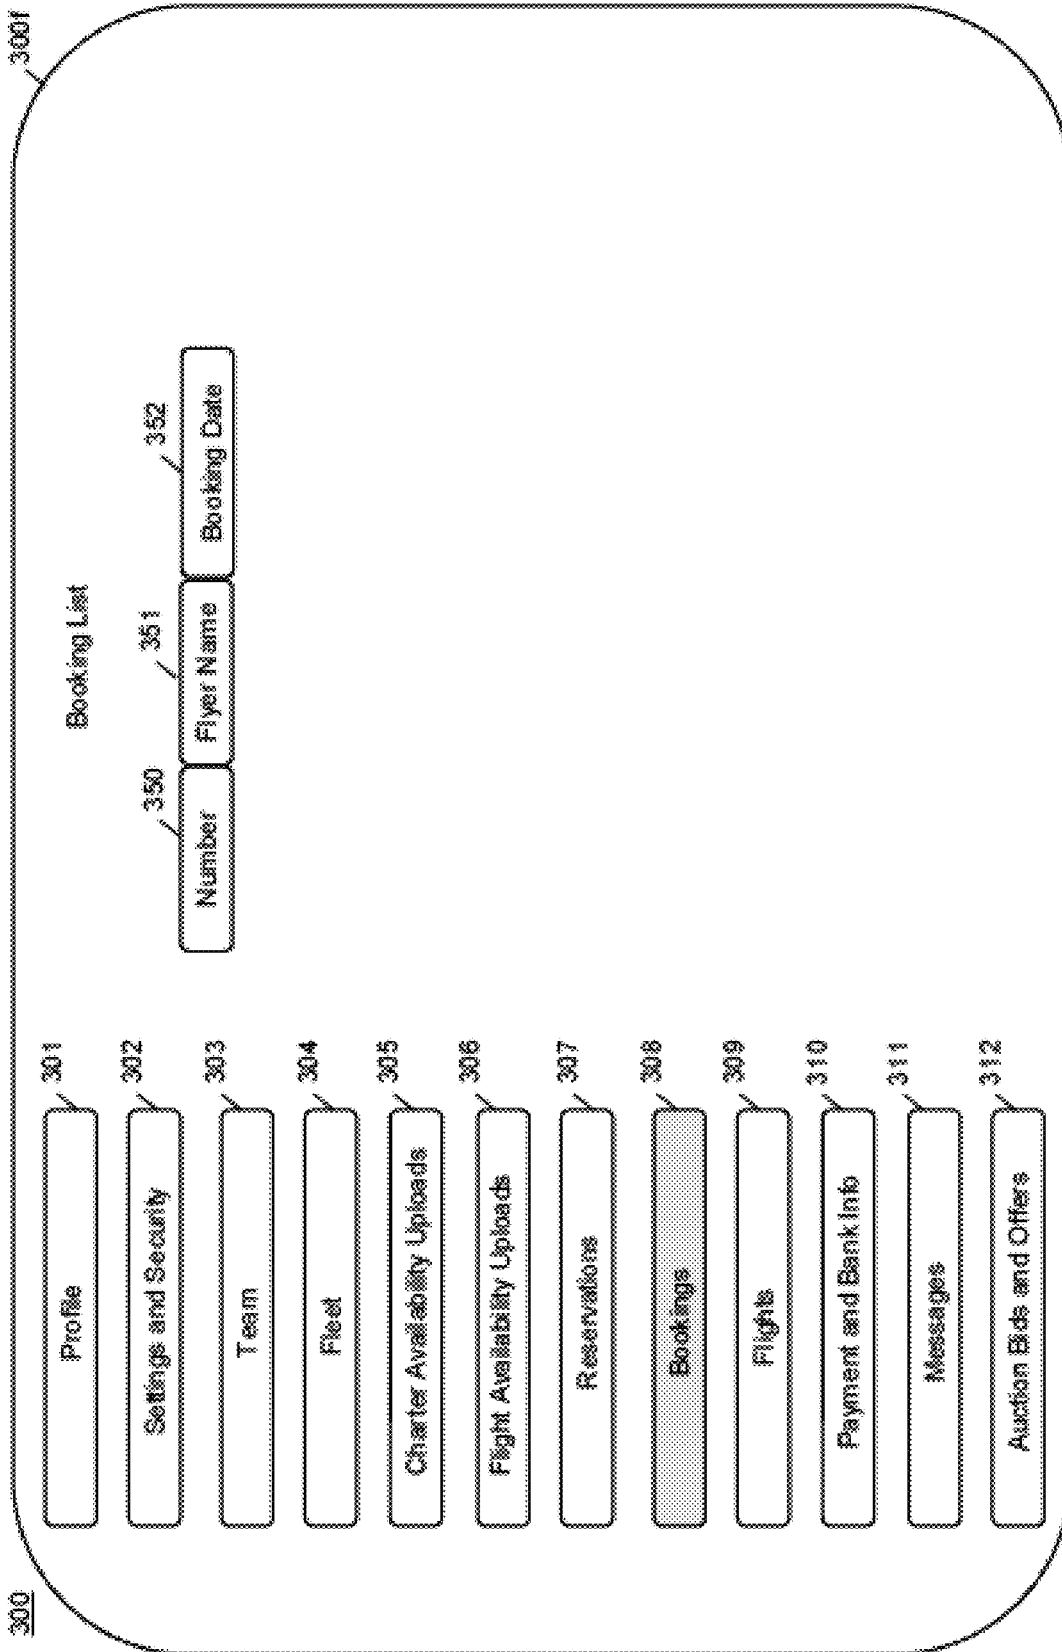 300
300f
Booking List
350
351
352
Number
Flyer Name
Booking Date
Profile
301
Settings and Security
302
Team
303
Fleet
304
Charter Availability Uploads
305
Flight Availability Uploads
306
Reservations
307
Bookings
308
Flights
309
Payment and Bank Info
310
Messages
311
Auction Bids and Offers
312